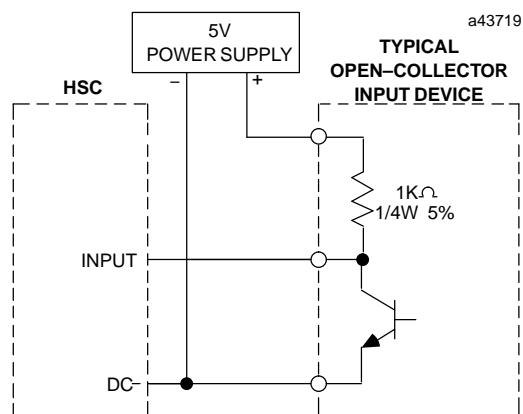 a43719
5V
POWER SUPPLY
– +
TYPICAL
OPEN–COLLECTOR
INPUT DEVICE
HSC
1KΩ
1/4W 5%
INPUT
DC–